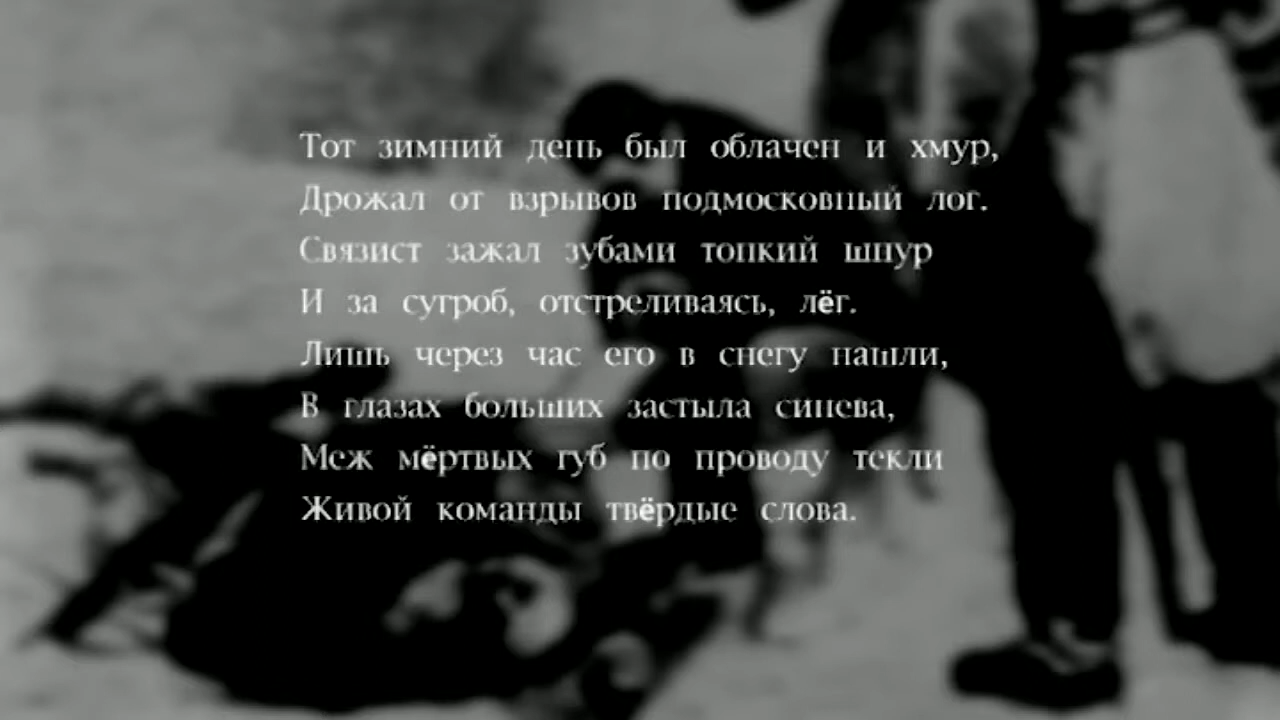 Тот зимний день был облачен и хмур,
Дрожал от взрывов подмосковный лог.
Связист зажал зубами тонкий шнур
И за сугроб, отстреливаясь, лёг.
Лишь через час его в снегу нашли,
В глазах больших застыла синева,
Меж мёртвых губ по проводу текли
Живой команды твёрдые слова.